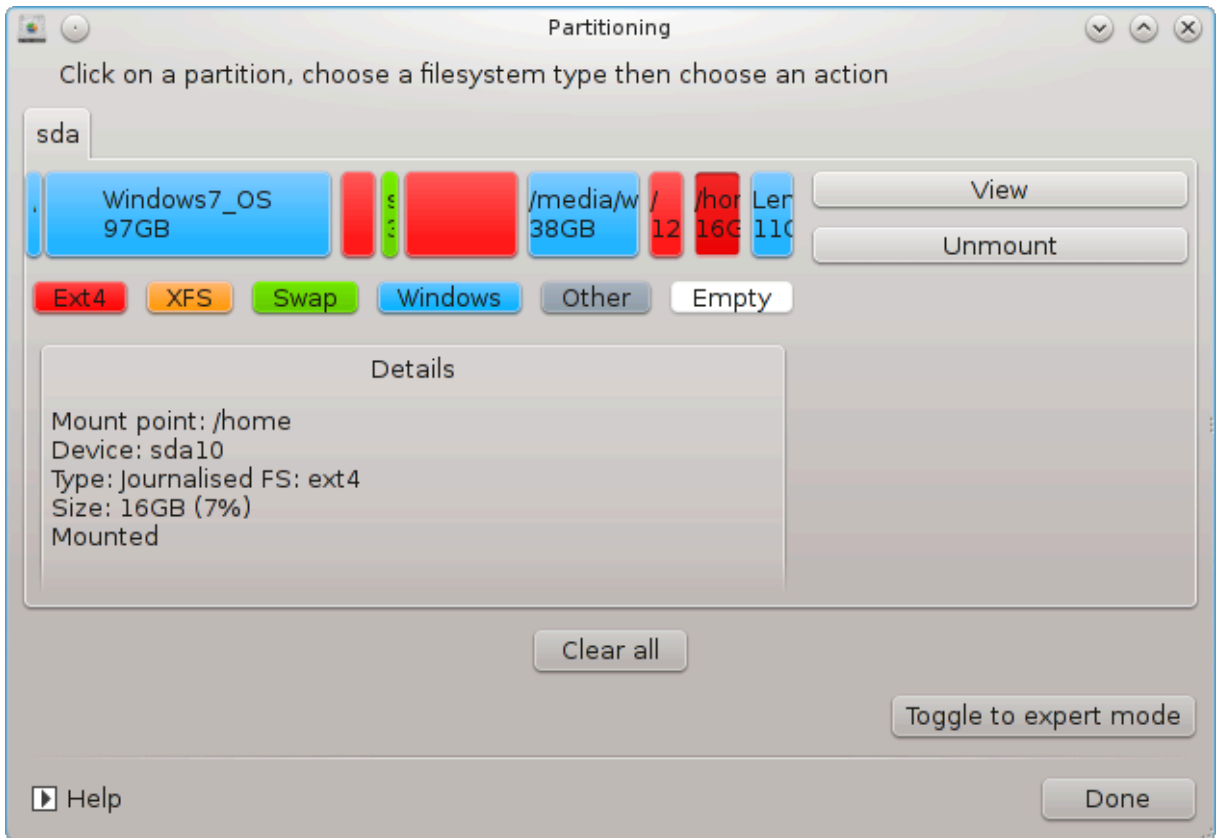 Partitioning
Click on a partition, choose a filesystem type then choose an action
sda
Windows7_OS
97GB
/media/w
38GB
/
12
/hor
16G
Ler
110
View
Unmount
Ext4 XFS Swap Windows Other Empty
Details
Mount point: /home
Device: sda10
Type: Journalised FS: ext4
Size: 16GB (7%)
Mounted
Clear all
Toggle to expert mode
Help
Done